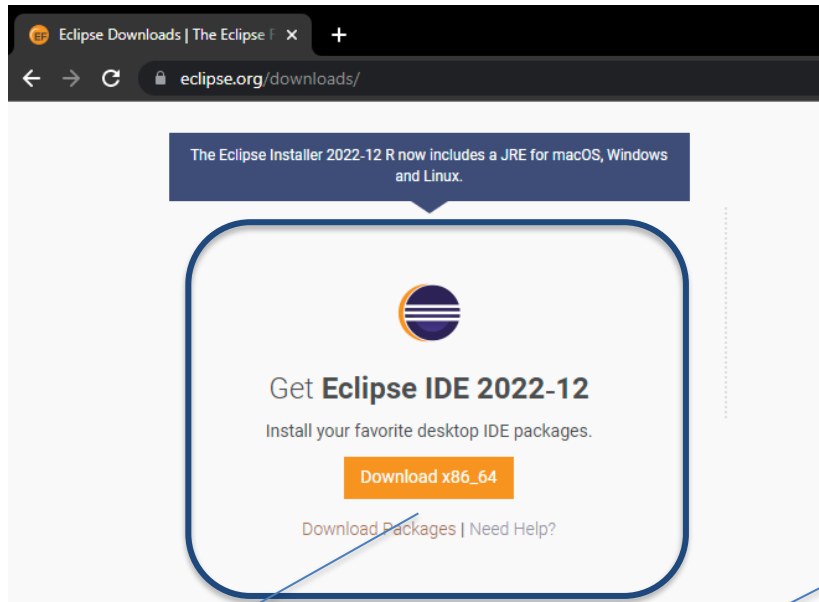 EF Eclipse Downloads | The Eclipse F
eclipse.org/downloads/
The Eclipse Installer 2022-12 R now includes a JRE for macOS, Windows
and Linux.
Get Eclipse IDE 2022-12
Install your favorite desktop IDE packages.
Download x86_64
Download Packages | Need Help?